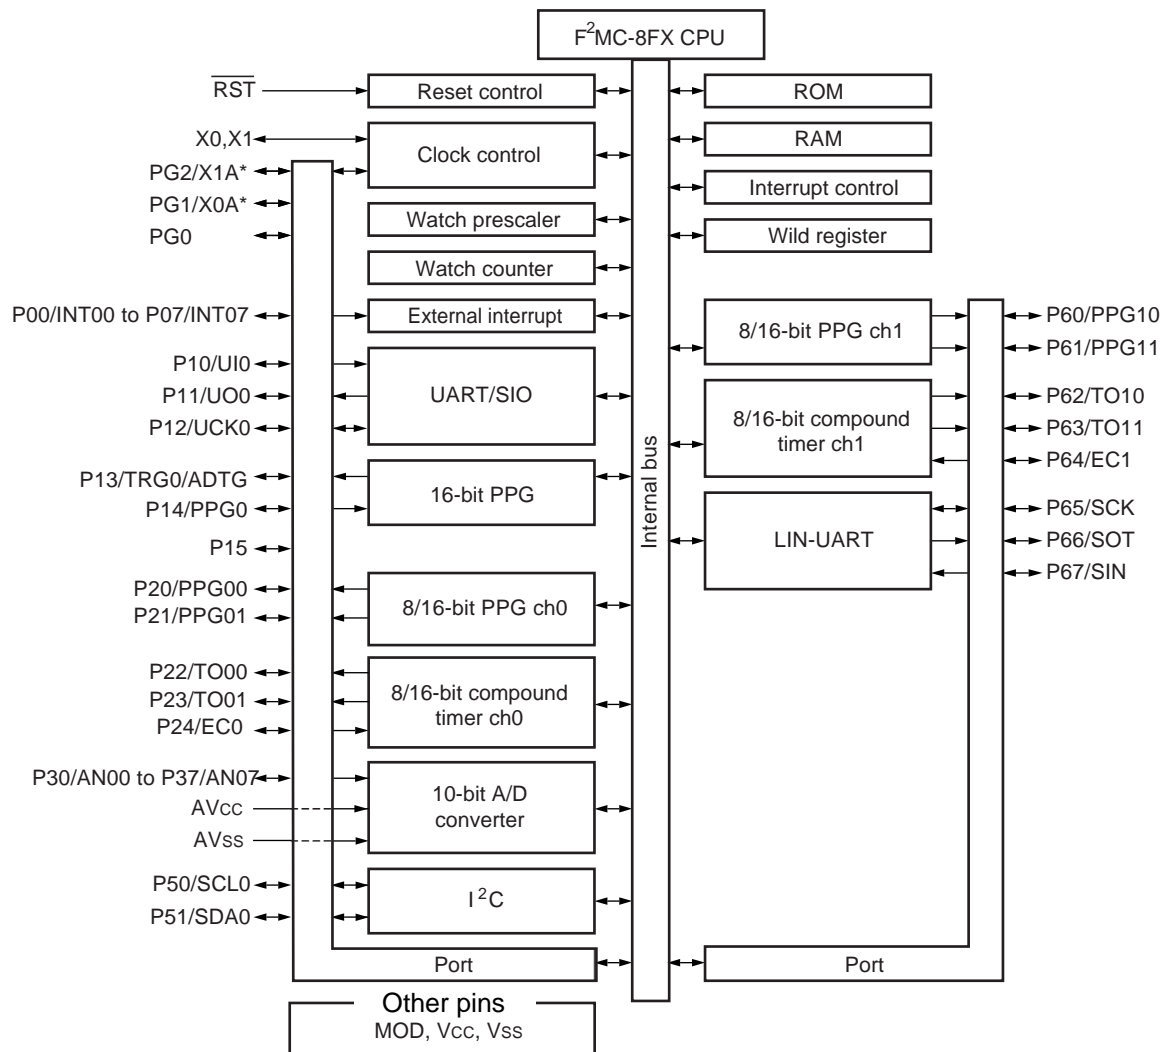 F²MC-8FX CPU
RST
Reset control
ROM
X0,X1
Clock control
RAM
PG2/X1A*
Interrupt control
PG1/X0A*
Watch prescaler
Wild register
PG0
Watch counter
P00/INT00 to P07/INT07
External interrupt
8/16-bit PPG ch1
P60/PPG10
P61/PPG11
P10/UI0
P11/UO0
P12/UCK0
UART/SIO
8/16-bit compound
timer ch1
P62/TO10
P63/TO11
P64/EC1
Internal bus
P13/TRG0/ADTG
P14/PPG0
16-bit PPG
P15
LIN-UART
P65/SCK
P66/SOT
P67/SIN
P20/PPG00
P21/PPG01
8/16-bit PPG ch0
P22/TO00
P23/TO01
P24/EC0
8/16-bit compound
timer ch0
P30/AN00 to P37/AN07
AVcc
AVss
10-bit A/D
converter
P50/SCL0
P51/SDA0
I²C
Port
Port
Other pins
MOD, Vcc, Vss